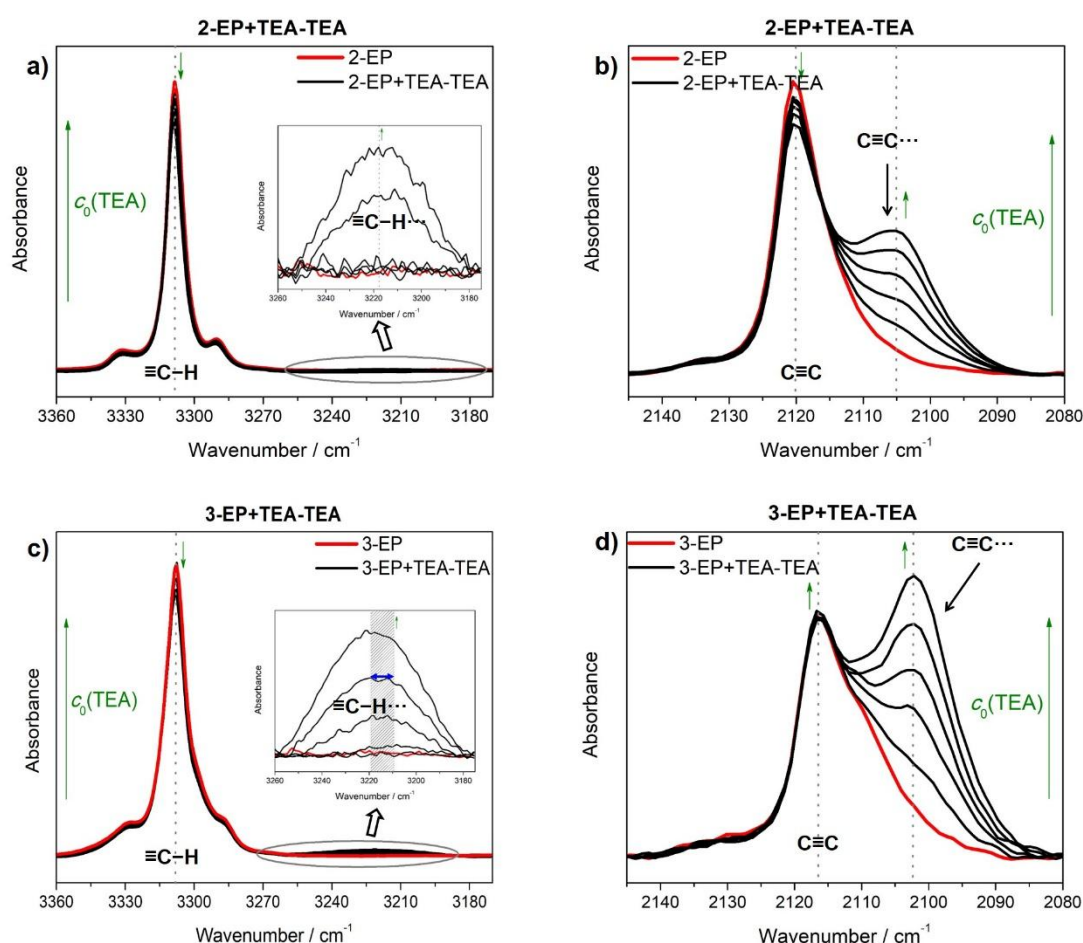 2-EP+TEA-TEA
a)
2-EP
2-EP+TEA-TEA
c₀(TEA)
Absorbance
≡C−H···
3260 3240 3220 3200 3180
Wavenumber / cm⁻¹
Absorbance
≡C−H
3360 3330 3300 3270 3240 3210 3170
Wavenumber / cm⁻¹
2-EP+TEA-TEA
b)
2-EP
2-EP+TEA-TEA
C≡C···
c₀(TEA)
Absorbance
C≡C
2140 2130 2120 2110 2100 2090 2080
Wavenumber / cm⁻¹
3-EP+TEA-TEA
c)
3-EP
3-EP+TEA-TEA
c₀(TEA)
Absorbance
≡C−H···
3260 3240 3220 3200 3180
Wavenumber / cm⁻¹
Absorbance
≡C−H
3360 3330 3300 3270 3240 3210 3170
Wavenumber / cm⁻¹
3-EP+TEA-TEA
d)
3-EP
3-EP+TEA-TEA
C≡C···
c₀(TEA)
Absorbance
C≡C
2140 2130 2120 2110 2100 2090 2080
Wavenumber / cm⁻¹